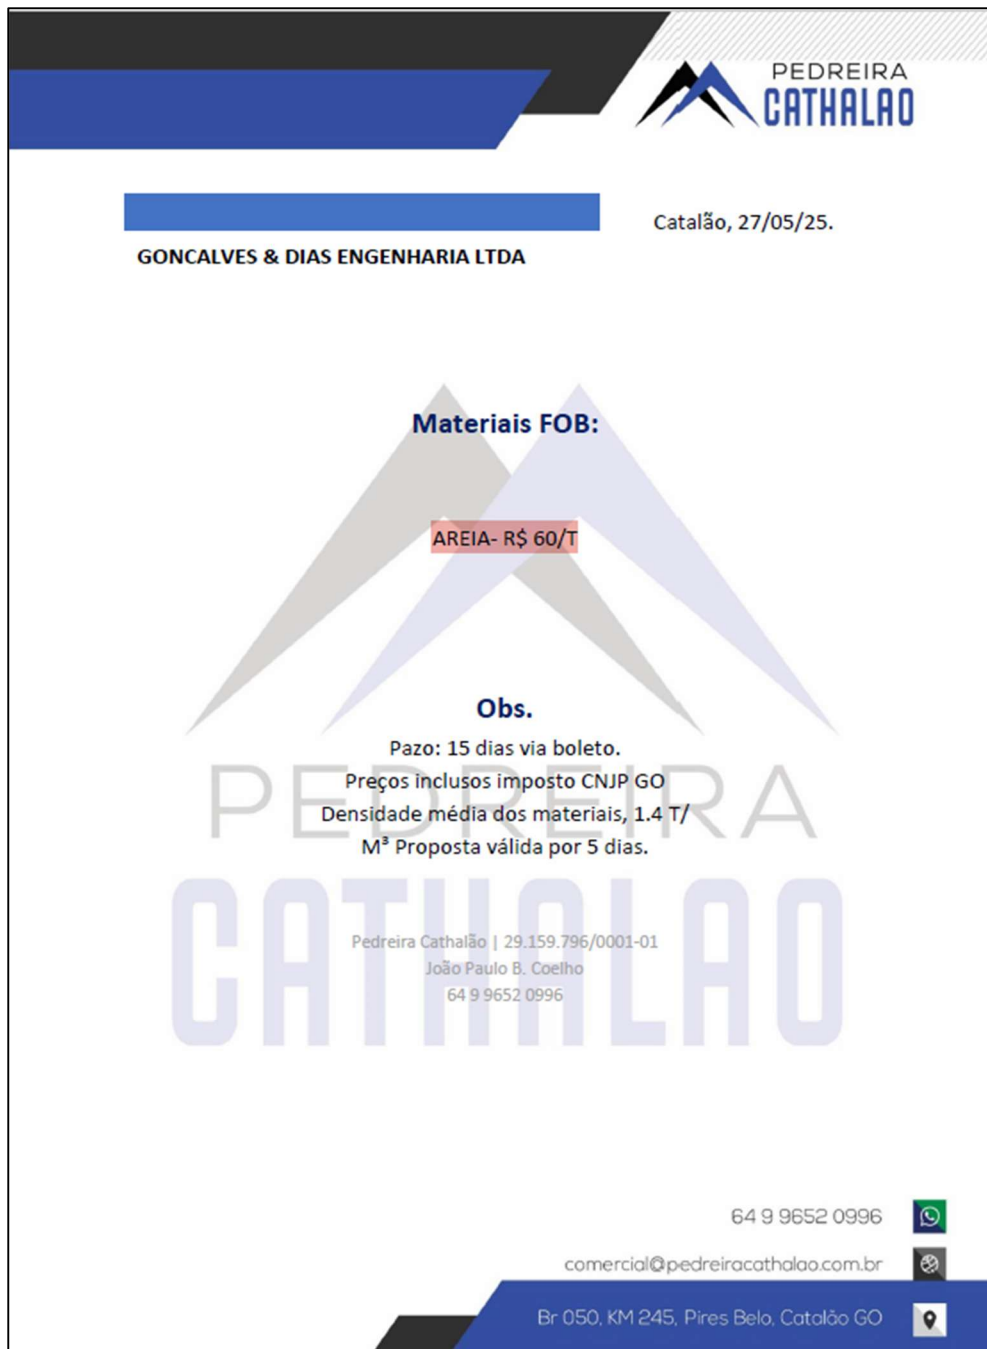 PEDREIRA
CATHALAO
Catalão, 27/05/25.
GONCALVES & DIAS ENGENHARIA LTDA
Materiais FOB:
AREIA- R$ 60/T
Obs.
Pazo: 15 dias via boleto.
Preços inclusos imposto CNJP GO
Densidade média dos materiais, 1.4 T/
M³ Proposta válida por 5 dias.
PEDREIRA
CATHALAO
Pedreira Cathalão | 29.159.796/0001-01
João Paulo B. Coelho
64 9 9652 0996
64 9 9652 0996
comercial@pedreiracathalao.com.br
Br 050, KM 245, Pires Belo, Catalão GO